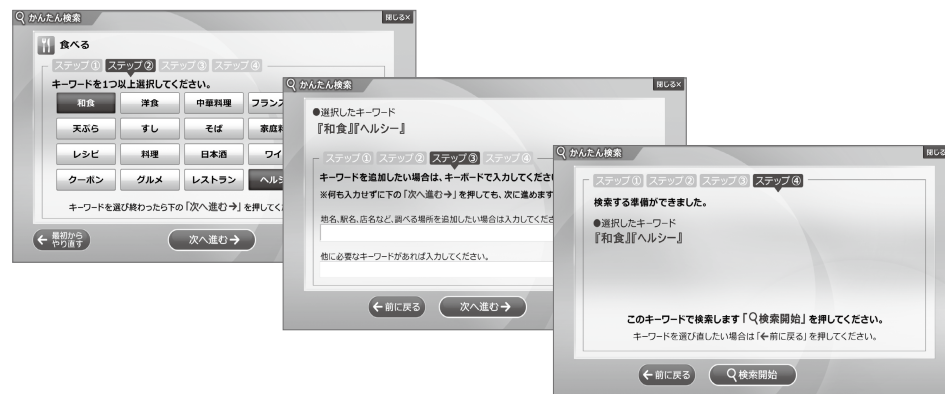 かんたん検索
閉じる×
食べる
ステップ① ステップ② ステップ③ ステップ④
キーワードを1つ以上選択してください。
和食 洋食 中華料理 フランス
天ぷら すし そば 家庭料
レシピ 料理 日本酒 ワイ
クーポン グルメ レストラン ヘルシ
キーワードを選び終わったら下の「次へ進む→」を押してくだ
←最初からやり直す
次へ進む→
かんたん検索
閉じる×
●選択したキーワード
『和食』『ヘルシー』
ステップ① ステップ② ステップ③ ステップ④
キーワードを追加したい場合は、キーボードで入力してくださ
※何も入力せずに下の「次へ進む→」を押しても、次に進めます
地名、駅名、店名など、調べる場所を追加したい場合は入力してくださ
他に必要なキーワードがあれば入力してください。
←前に戻る
次へ進む→
かんたん検索
閉じる
ステップ① ステップ② ステップ③ ステップ④
検索する準備ができました。
●選択したキーワード
『和食』『ヘルシー』
このキーワードで検索します「検索開始」を押してください。
キーワードを選び直したい場合は「←前に戻る」を押してください。
←前に戻る
検索開始